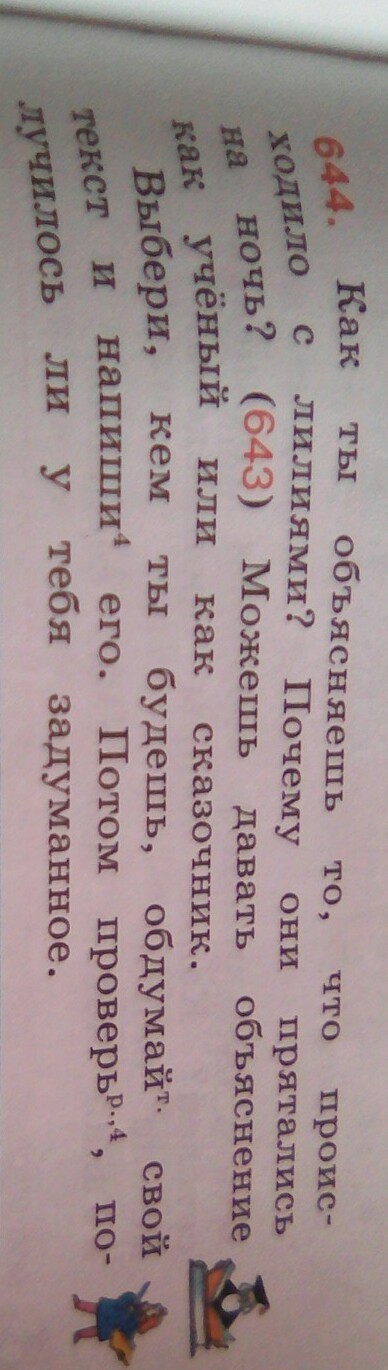 644. Как ты объясняешь то, что проис-
ходило с лилиями? Почему они прятались
на ночь? (643) Можешь давать объяснение
как учёный или как сказочник.
Выбери, кем ты будешь, обдумайт. свой
текст и напиши4 его. Потом проверьр.,4, по-
лучилось ли у тебя задуманное.